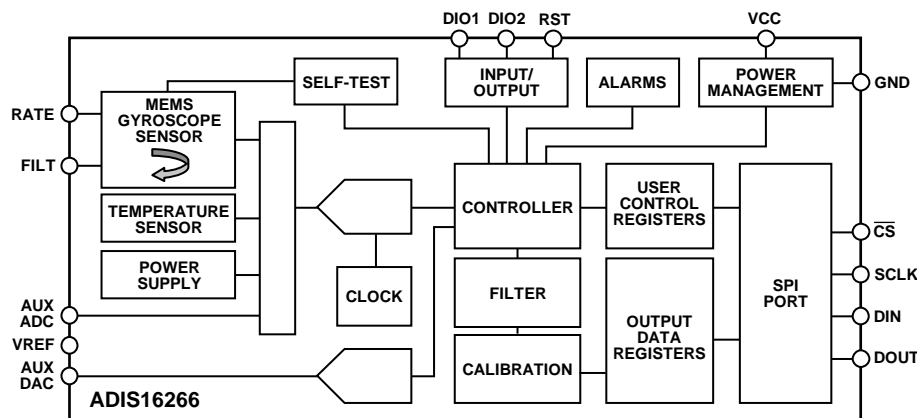 DIO1 DIO2 RST VCC
SELF-TEST
INPUT/
OUTPUT
ALARMS
POWER
MANAGEMENT
GND
RATE
FILT
MEMS
GYROSCOPE
SENSOR
TEMPERATURE
SENSOR
POWER
SUPPLY
CLOCK
CONTROLLER
FILTER
CALIBRATION
USER
CONTROL
REGISTERS
OUTPUT
DATA
REGISTERS
SPI
PORT
CS
SCLK
DIN
DOUT
AUX
ADC
VREF
AUX
DAC
ADIS16266